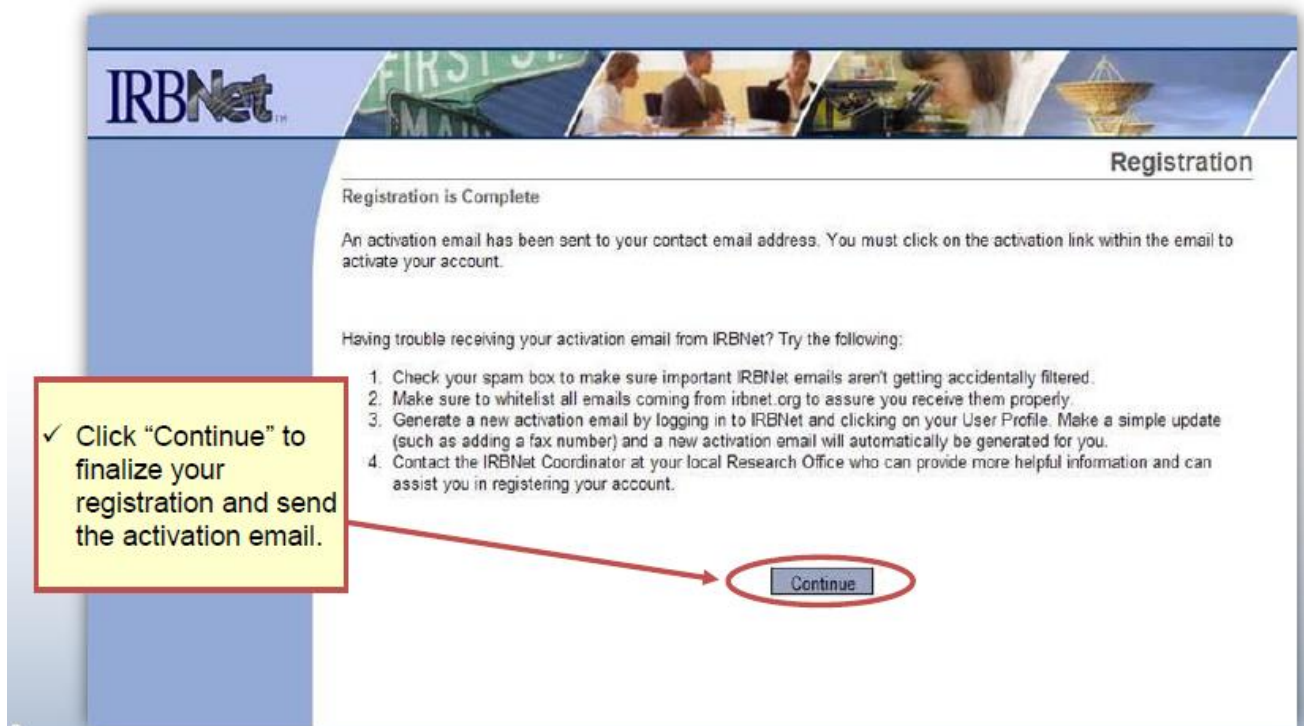 IRBNet™
FIRST ST
MAIN
Registration
Registration is Complete
An activation email has been sent to your contact email address. You must click on the activation link within the email to
activate your account.
Having trouble receiving your activation email from IRBNet? Try the following:
1. Check your spam box to make sure important IRBNet emails aren't getting accidentally filtered.
2. Make sure to whitelist all emails coming from irbnet.org to assure you receive them properly.
3. Generate a new activation email by logging in to IRBNet and clicking on your User Profile. Make a simple update
(such as adding a fax number) and a new activation email will automatically be generated for you.
4. Contact the IRBNet Coordinator at your local Research Office who can provide more helpful information and can
assist you in registering your account.
✓ Click “Continue” to
finalize your
registration and send
the activation email.
Continue